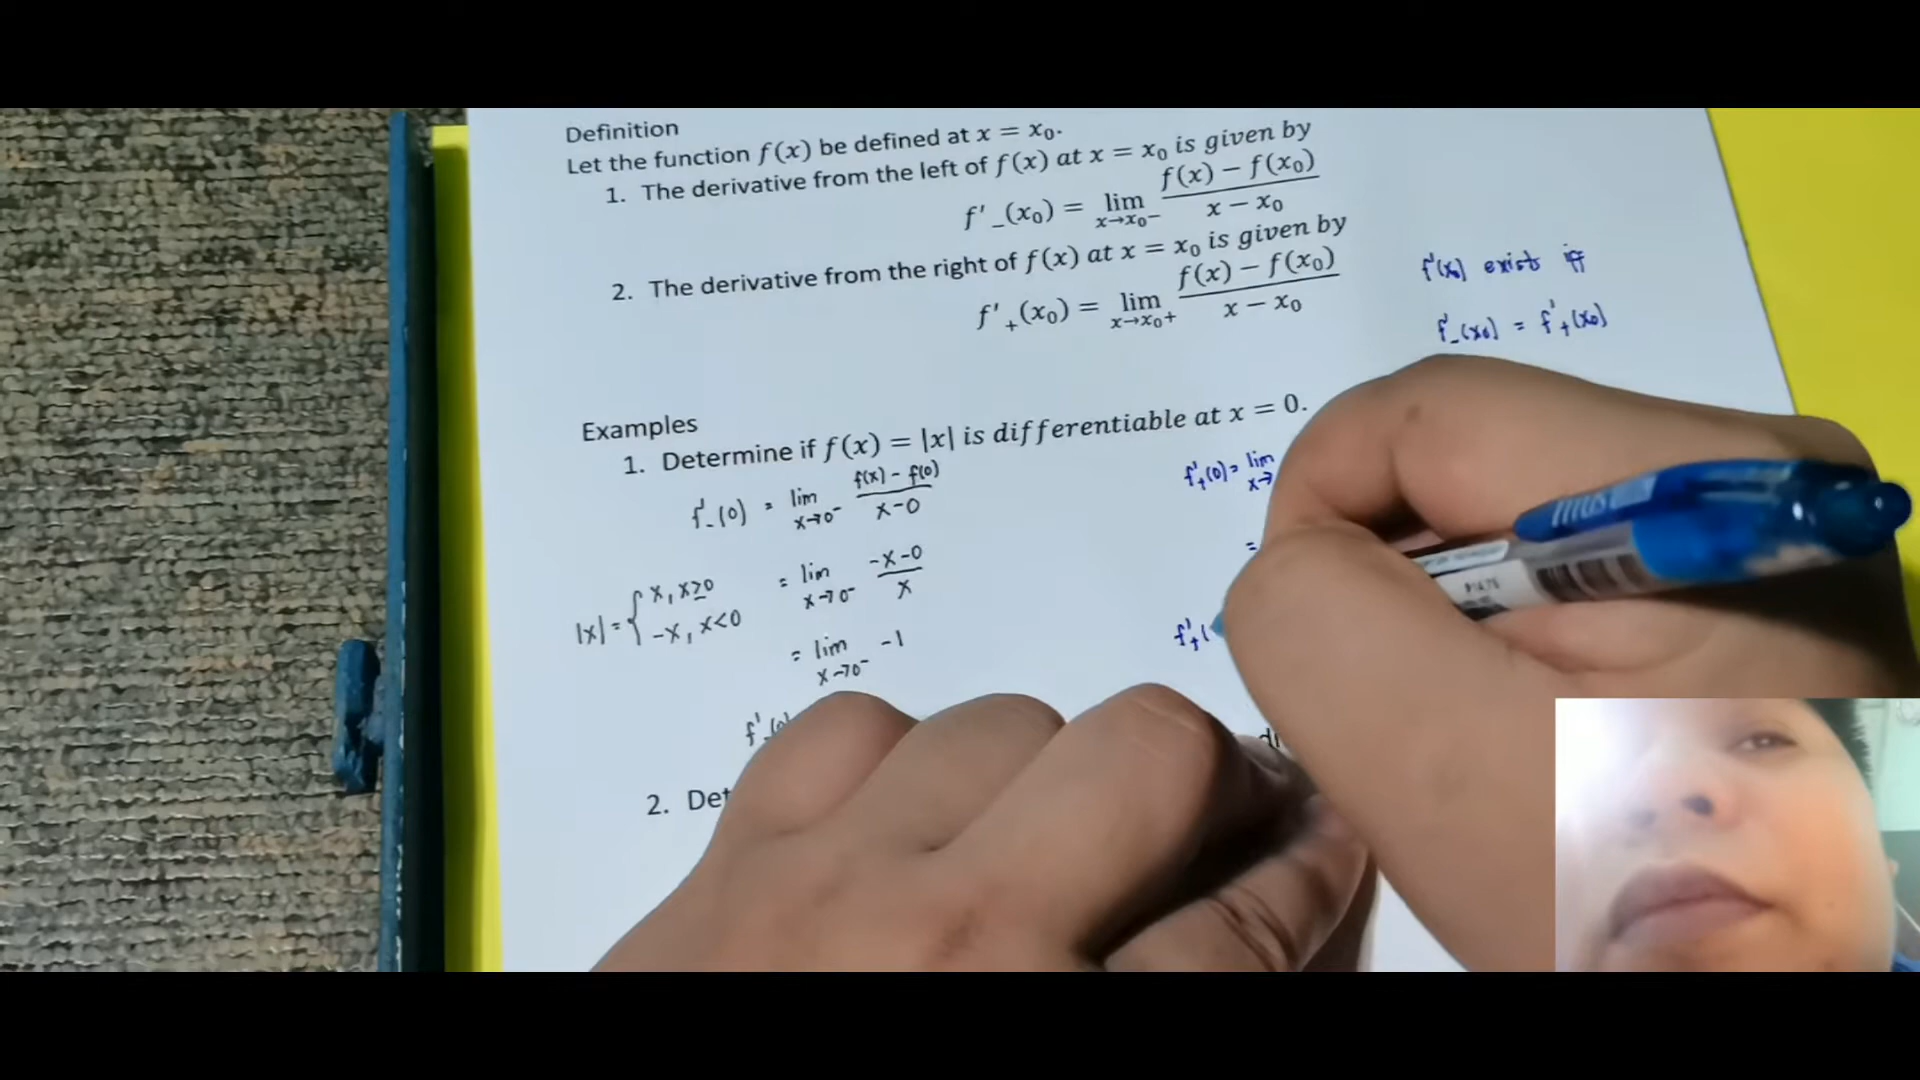 Definition
Let the function f(x) be defined at x = x₀.
1. The derivative from the left of f(x) at x = x₀ is given by
f'₋(x₀) = lim x→x₀− (f(x) − f(x₀)) / (x − x₀)
2. The derivative from the right of f(x) at x = x₀ is given by
f'₊(x₀) = lim x→x₀+ (f(x) − f(x₀)) / (x − x₀)
f'(x₀) exists iff
f'₋(x₀) = f'₊(x₀)
Examples
1. Determine if f(x) = |x| is differentiable at x = 0.
f'₋(0) = lim x→0⁻ (f(x) − f(0)) / (x−0)
= lim x→0⁻ (−x−0) / x
|x| = { x, x≥0
−x, x<0
= lim x→0⁻ −1
f'₋(0)
f'₊(0) = lim x→
=
f'₊(
2.